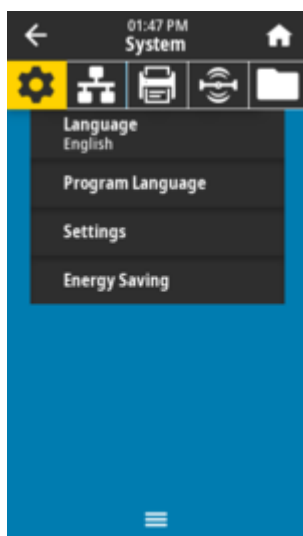 01:47 PM
System
Language
English
Program Language
Settings
Energy Saving